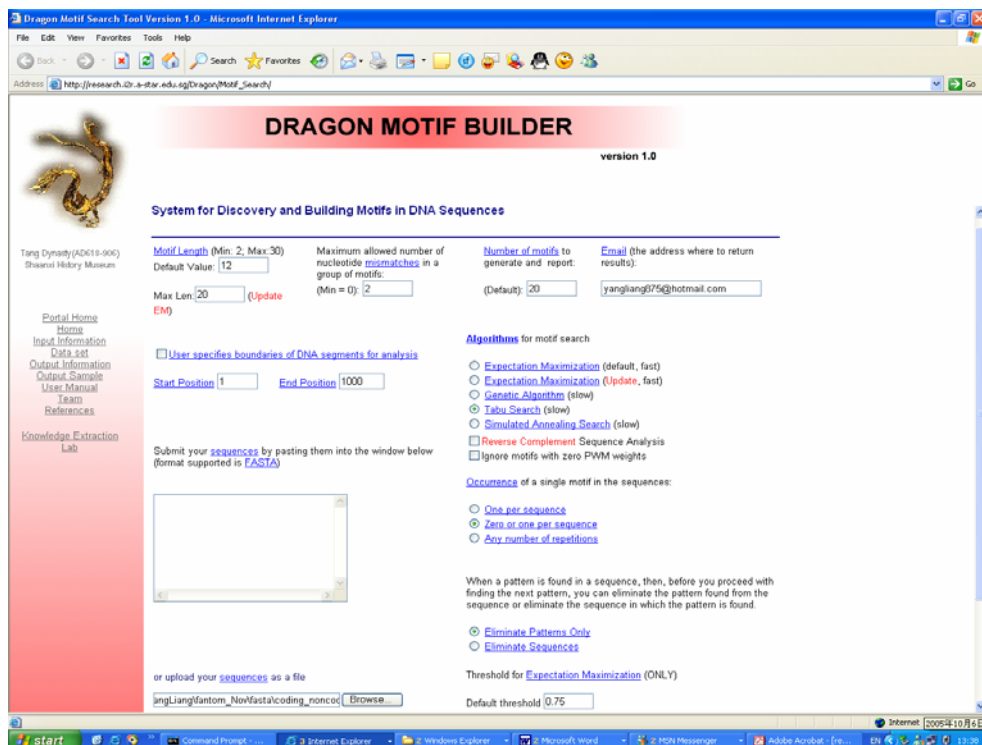 Dragon Motif Search Tool Version 1.0 - Microsoft Internet Explorer
File Edit View Favorites Tools Help
Back Search Favorites
Address http://research.i2r.a-star.edu.sg/Dragon/Motif_Search/ Go
DRAGON MOTIF BUILDER
version 1.0
System for Discovery and Building Motifs in DNA Sequences
Tang Dynasty(AD618-906)
Shaanxi History Museum
Portal Home
Home
Input Information
Data set
Output Information
Output Sample
User Manual
Team
References
Knowledge Extraction
Lab
Motif Length (Min: 2; Max:30)
Default Value: 12
Max Len: 20 (Update
EM)
Maximum allowed number of
nucleotide mismatches in a
group of motifs:
(Min = 0): 2
Number of motifs to
generate and report:
(Default): 20
Email (the address where to return
results):
yangliang875@hotmail.com
User specifies boundaries of DNA segments for analysis
Start Position 1 End Position 1000
Submit your sequences by pasting them into the window below
(format supported is FASTA)
or upload your sequences as a file
angLiang\fantom_Nov\fasta\coding_noncod Browse...
Algorithms for motif search
Expectation Maximization (default, fast)
Expectation Maximization (Update, fast)
Genetic Algorithm (slow)
Tabu Search (slow)
Simulated Annealing Search (slow)
Reverse Complement Sequence Analysis
Ignore motifs with zero PWM weights
Occurrence of a single motif in the sequences:
One per sequence
Zero or one per sequence
Any number of repetitions
When a pattern is found in a sequence, then, before you proceed with
finding the next pattern, you can eliminate the pattern found from the
sequence or eliminate the sequence in which the pattern is found.
Eliminate Patterns Only
Eliminate Sequences
Threshold for Expectation Maximization (ONLY)
Default threshold 0.75
Internet 2005年10月6日
start Command Prompt - ... 3 Internet Explorer 2 Windows Explorer 2 Microsoft Word 2 MSN Messenger Adobe Acrobat - [re... EN 13:38